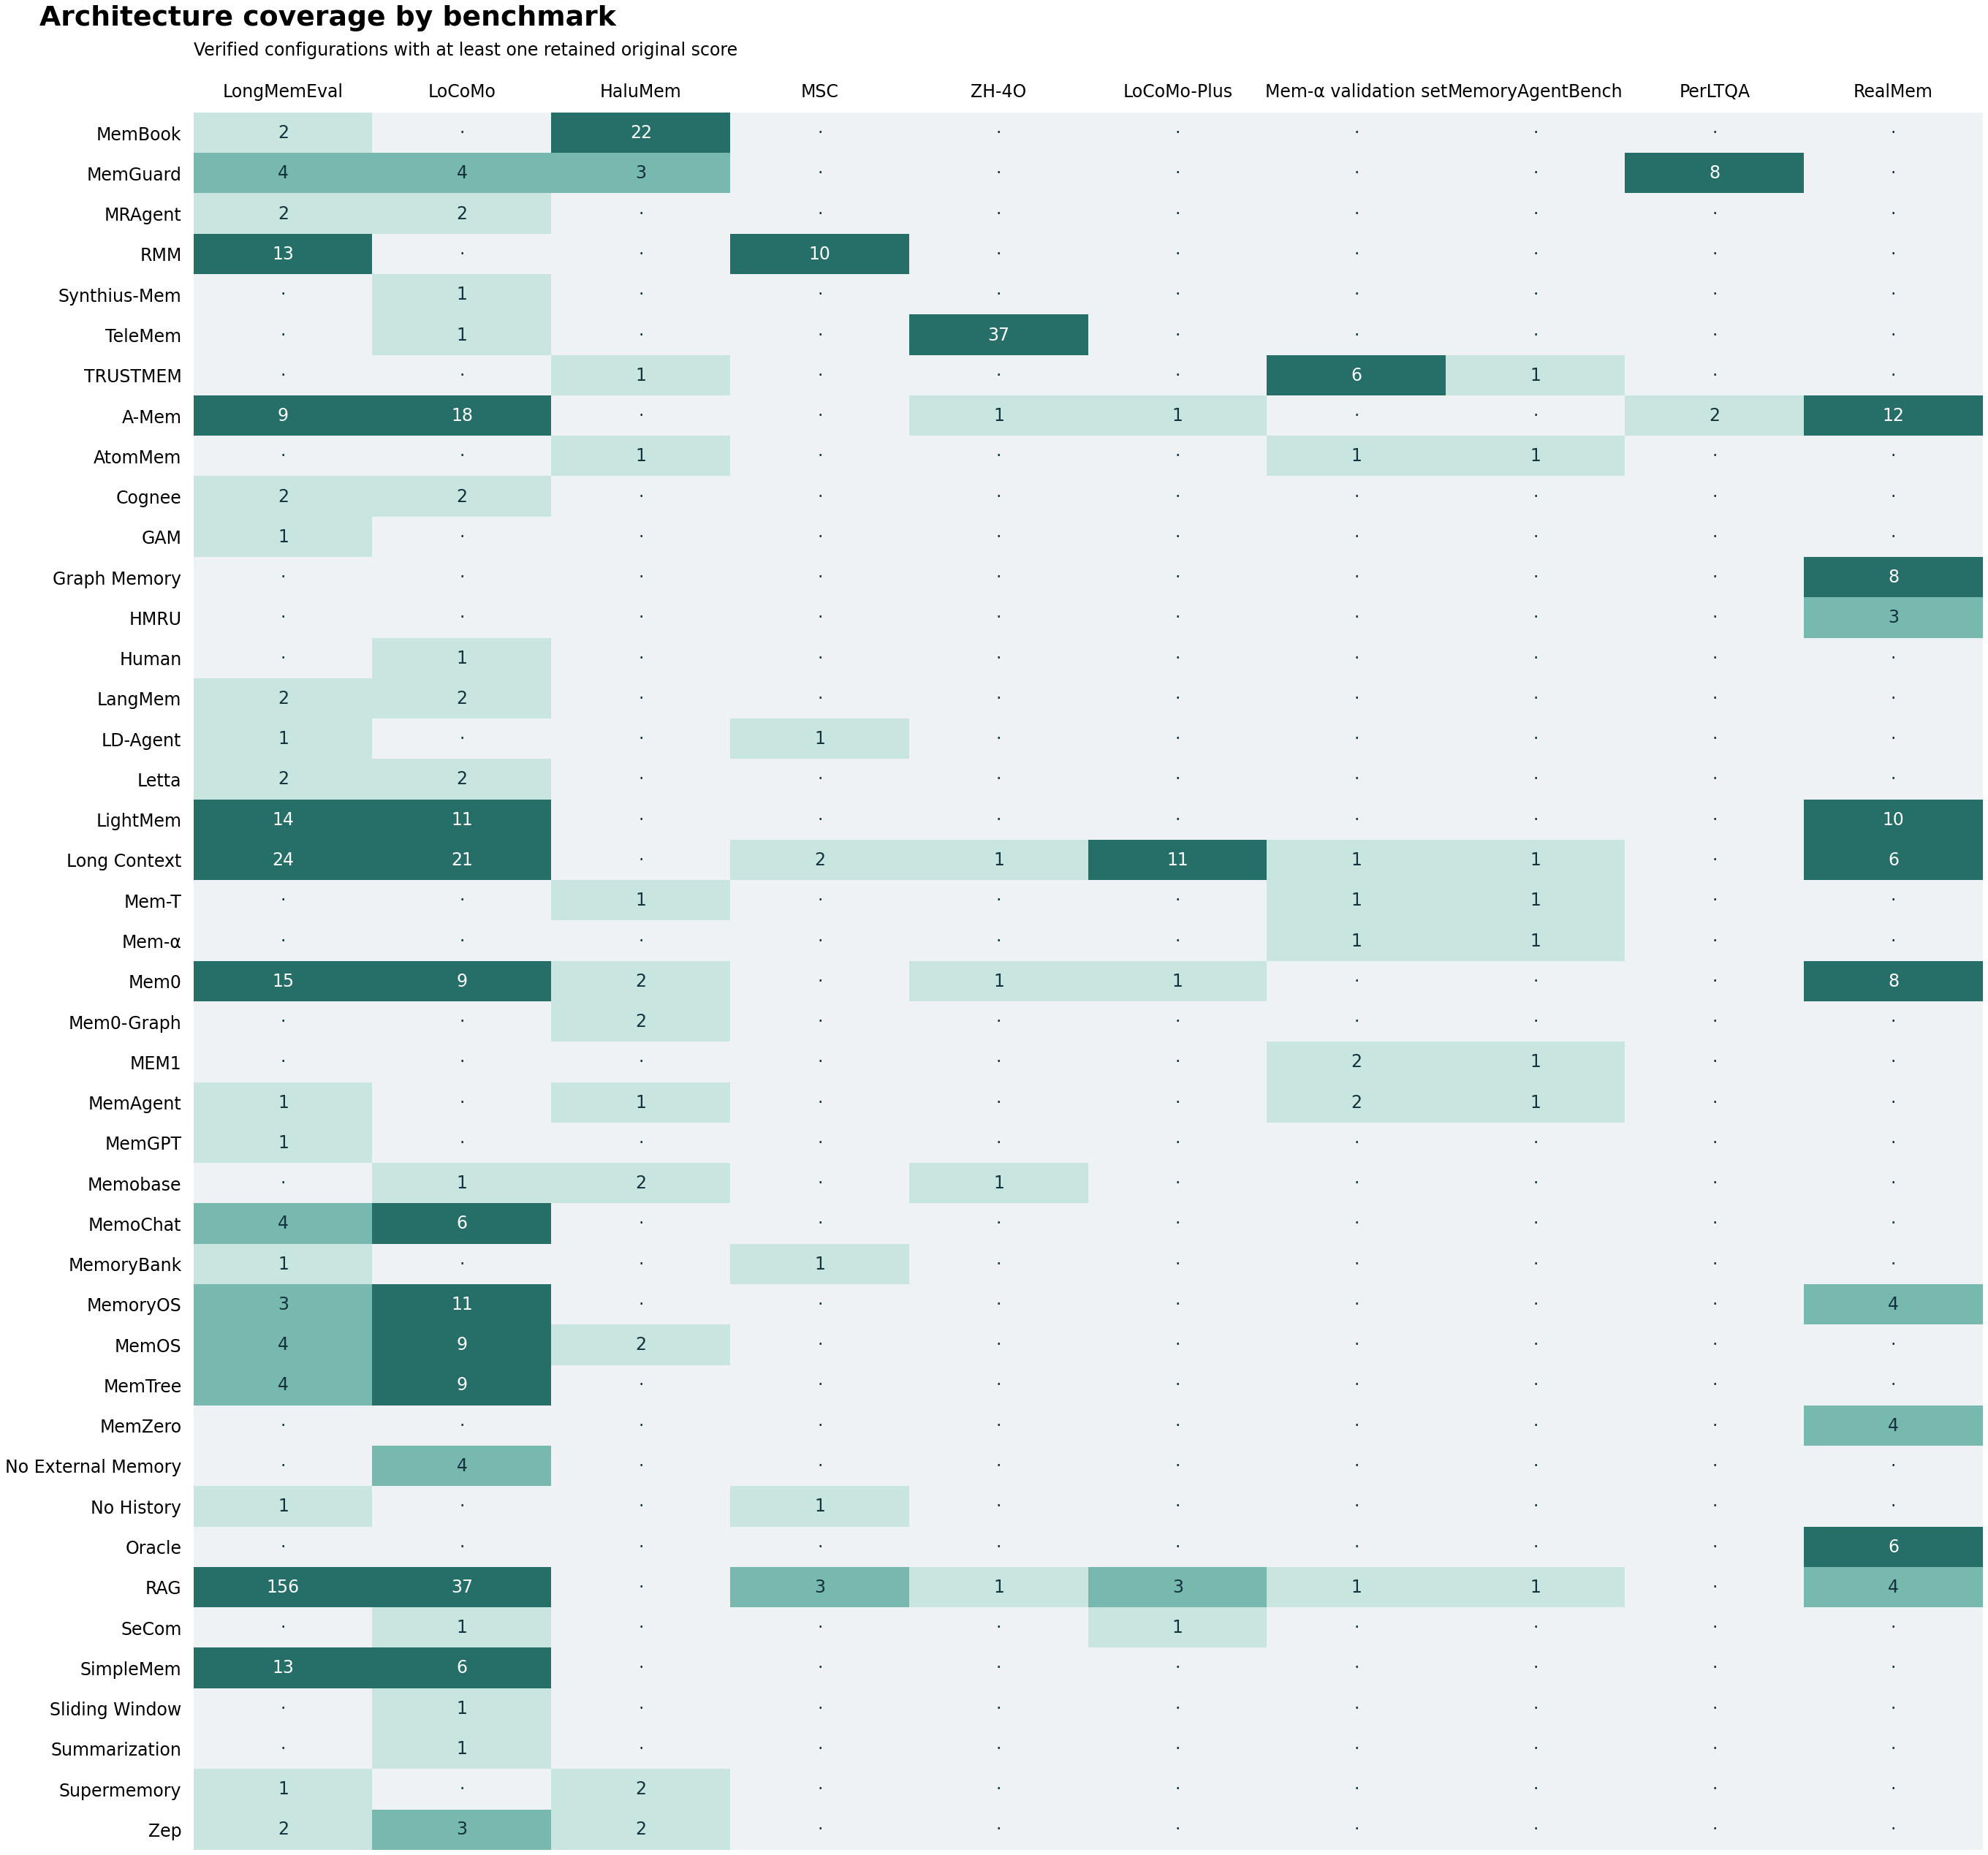 Architecture coverage by benchmark
Verified configurations with at least one retained original score
LongMemEval LoCoMo HaluMem MSC ZH-4O LoCoMo-Plus Mem-α validation set MemoryAgentBench PerLTQA RealMem
MemBook 2 · 22 · · · · · · ·
MemGuard 4 4 3 · · · · · 8 ·
MRAgent 2 2 · · · · · · · ·
RMM 13 · · 10 · · · · · ·
Synthius-Mem · 1 · · · · · · · ·
TeleMem · 1 · · 37 · · · · ·
TRUSTMEM · · 1 · · · 6 1 · ·
A-Mem 9 18 · · 1 1 · · 2 12
AtomMem · · 1 · · · 1 1 · ·
Cognee 2 2 · · · · · · · ·
GAM 1 · · · · · · · · ·
Graph Memory · · · · · · · · · 8
HMRU · · · · · · · · · 3
Human · 1 · · · · · · · ·
LangMem 2 2 · · · · · · · ·
LD-Agent 1 · · 1 · · · · · ·
Letta 2 2 · · · · · · · ·
LightMem 14 11 · · · · · · · 10
Long Context 24 21 · 2 1 11 1 1 · 6
Mem-T · · 1 · · · 1 1 · ·
Mem-α · · · · · · 1 1 · ·
Mem0 15 9 2 · 1 1 · · · 8
Mem0-Graph · · 2 · · · · · · ·
MEM1 · · · · · · 2 1 · ·
MemAgent 1 · 1 · · · 2 1 · ·
MemGPT 1 · · · · · · · · ·
Memobase · 1 2 · 1 · · · · ·
MemoChat 4 6 · · · · · · · ·
MemoryBank 1 · · 1 · · · · · ·
MemoryOS 3 11 · · · · · · · 4
MemOS 4 9 2 · · · · · · ·
MemTree 4 9 · · · · · · · ·
MemZero · · · · · · · · · 4
No External Memory · 4 · · · · · · · ·
No History 1 · · 1 · · · · · ·
Oracle · · · · · · · · · 6
RAG 156 37 · 3 1 3 1 1 · 4
SeCom · 1 · · · 1 · · · ·
SimpleMem 13 6 · · · · · · · ·
Sliding Window · 1 · · · · · · · ·
Summarization · 1 · · · · · · · ·
Supermemory 1 · 2 · · · · · · ·
Zep 2 3 2 · · · · · · ·